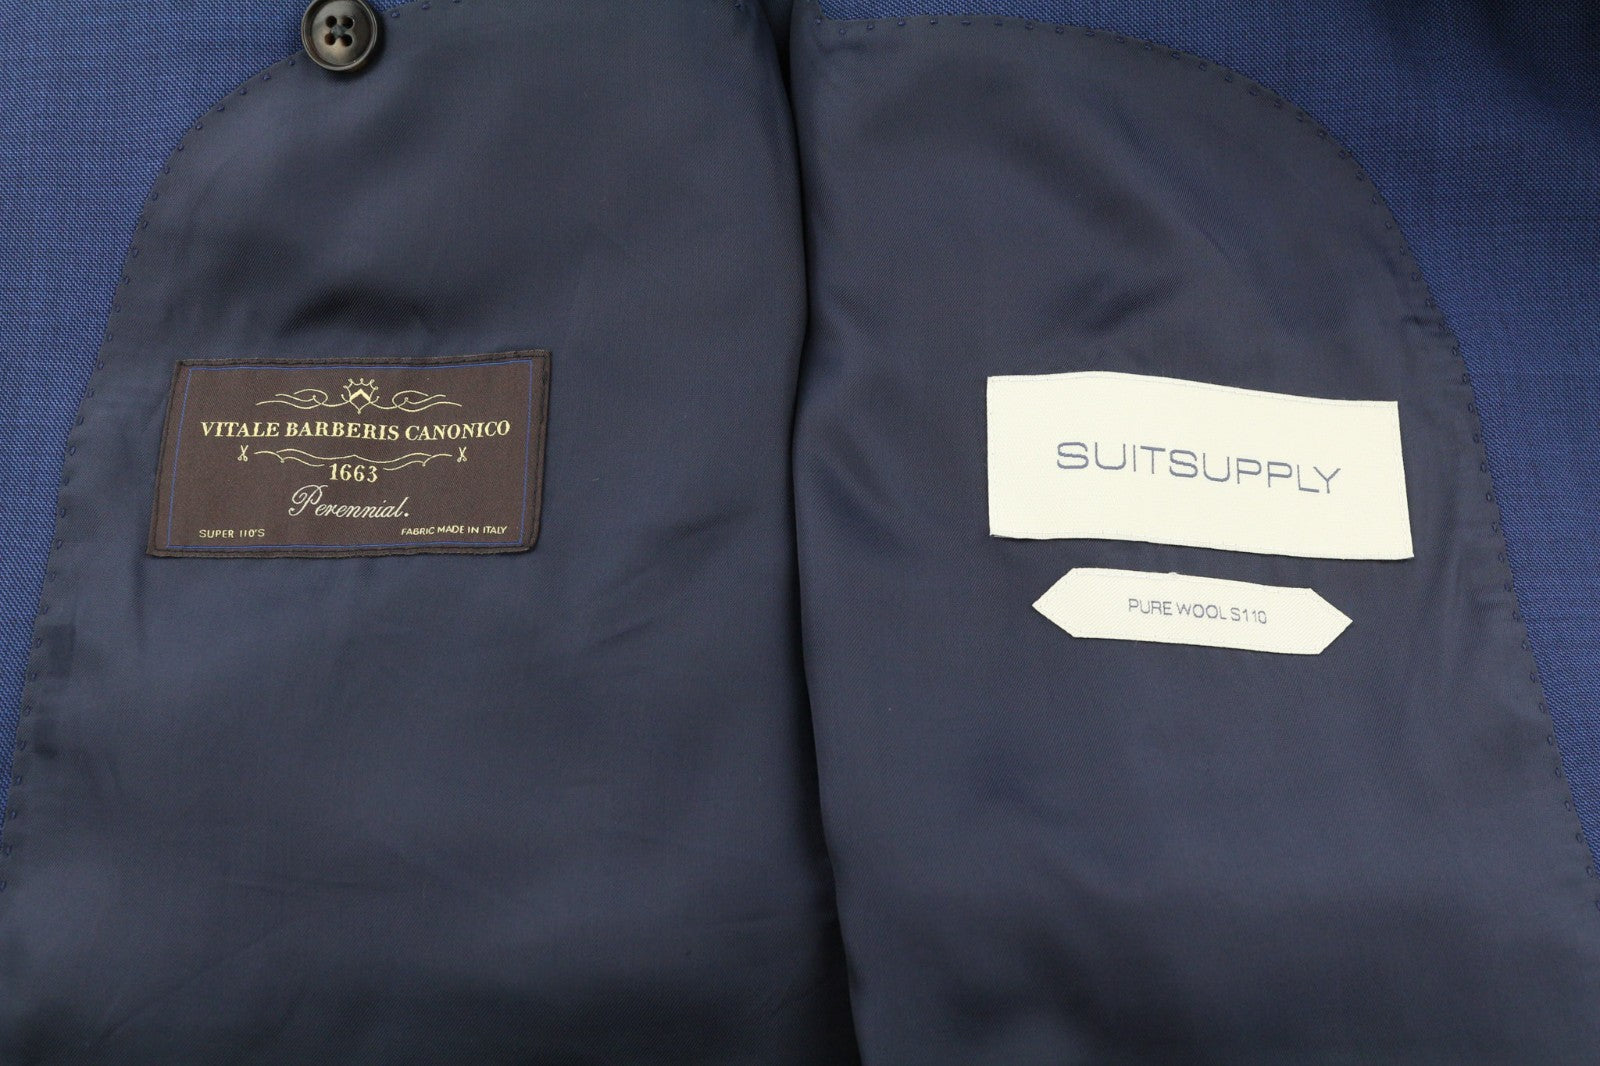 VITALE BARBERIS CANONICO
1663
Perennial.
SUPER 110'S
FABRIC MADE IN ITALY
SUITSUPPLY
PURE WOOL S110